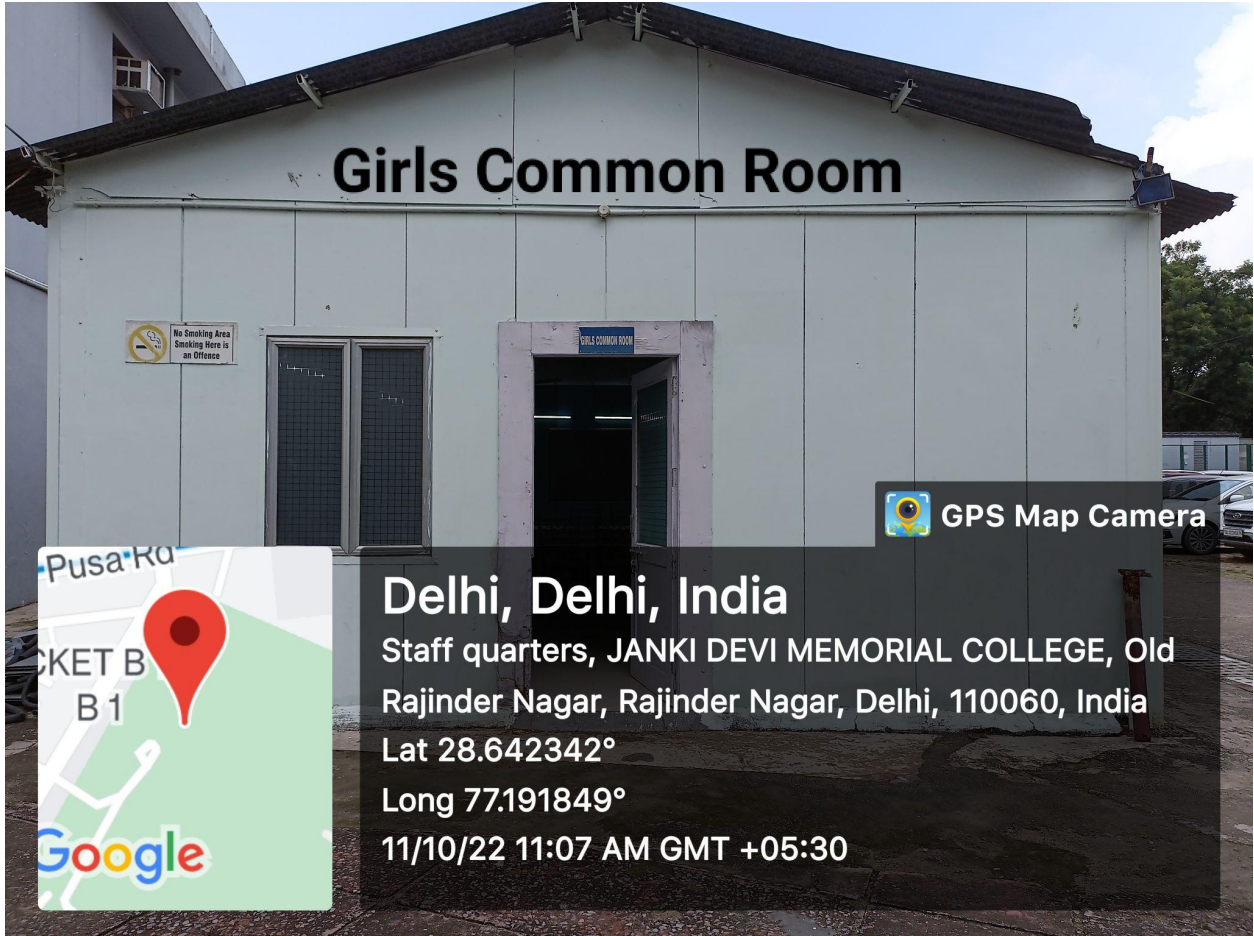 Girls Common Room
No Smoking Area
Smoking Here is
an Offence
GIRLS COMMON ROOM
GPS Map Camera
Pusa Rd
CKET B
B 1
Google
Delhi, Delhi, India
Staff quarters, JANKI DEVI MEMORIAL COLLEGE, Old
Rajinder Nagar, Rajinder Nagar, Delhi, 110060, India
Lat 28.642342°
Long 77.191849°
11/10/22 11:07 AM GMT +05:30